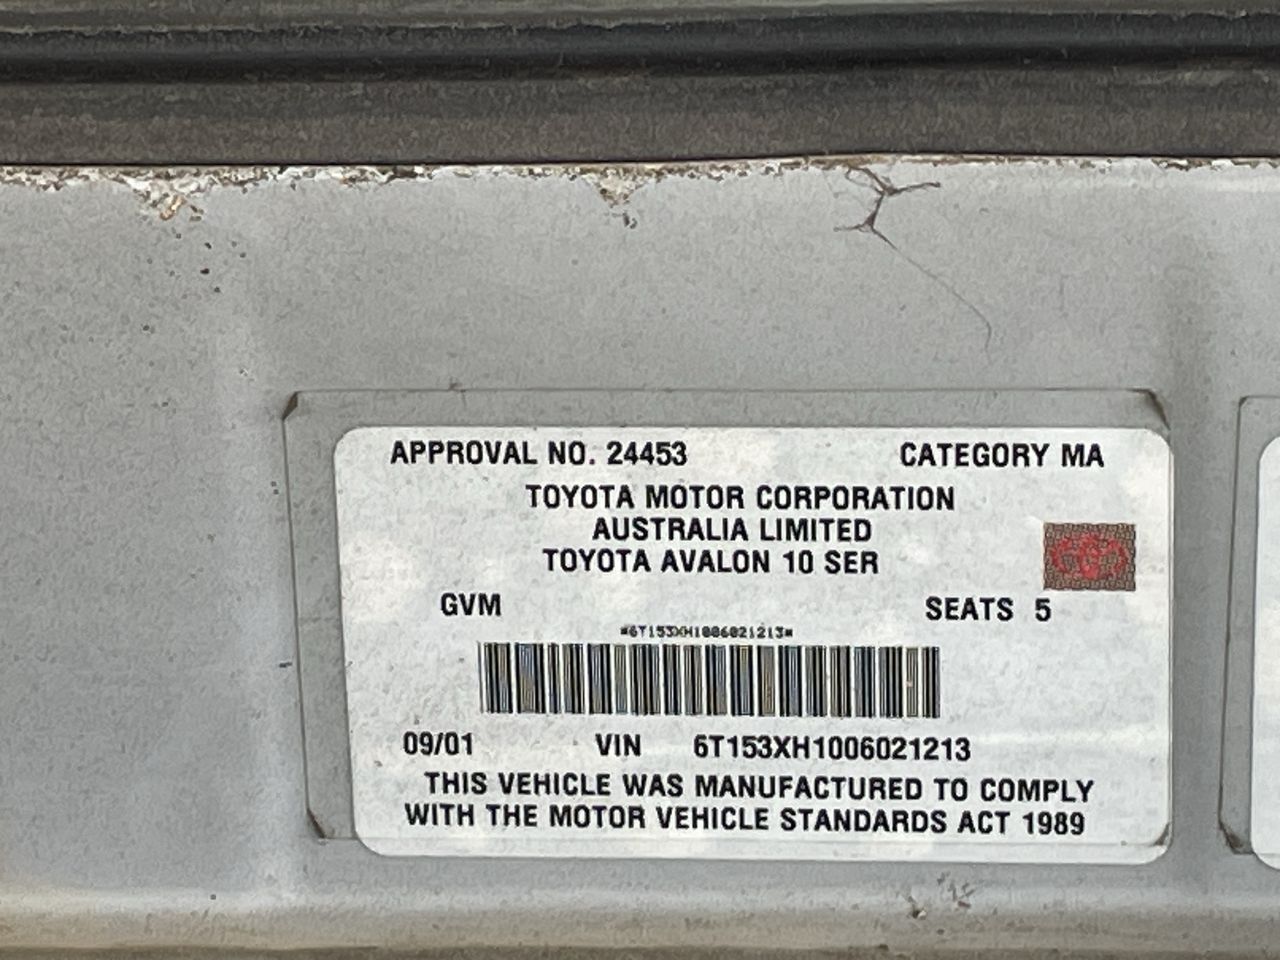 APPROVAL NO. 24453 CATEGORY MA
TOYOTA MOTOR CORPORATION
AUSTRALIA LIMITED
TOYOTA AVALON 10 SER
GVM SEATS 5
*6T153XH1006021213*
09/01 VIN 6T153XH1006021213
THIS VEHICLE WAS MANUFACTURED TO COMPLY
WITH THE MOTOR VEHICLE STANDARDS ACT 1989